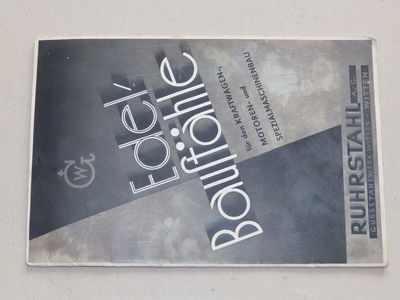 Edel-
Baustähle
für den KRAFTWAGEN-,
MOTOREN- und
SPEZIALMASCHINENBAU
W
RUHRSTAHL A.G.
GUSSSTAHLWERK WITTEN · WITTEN